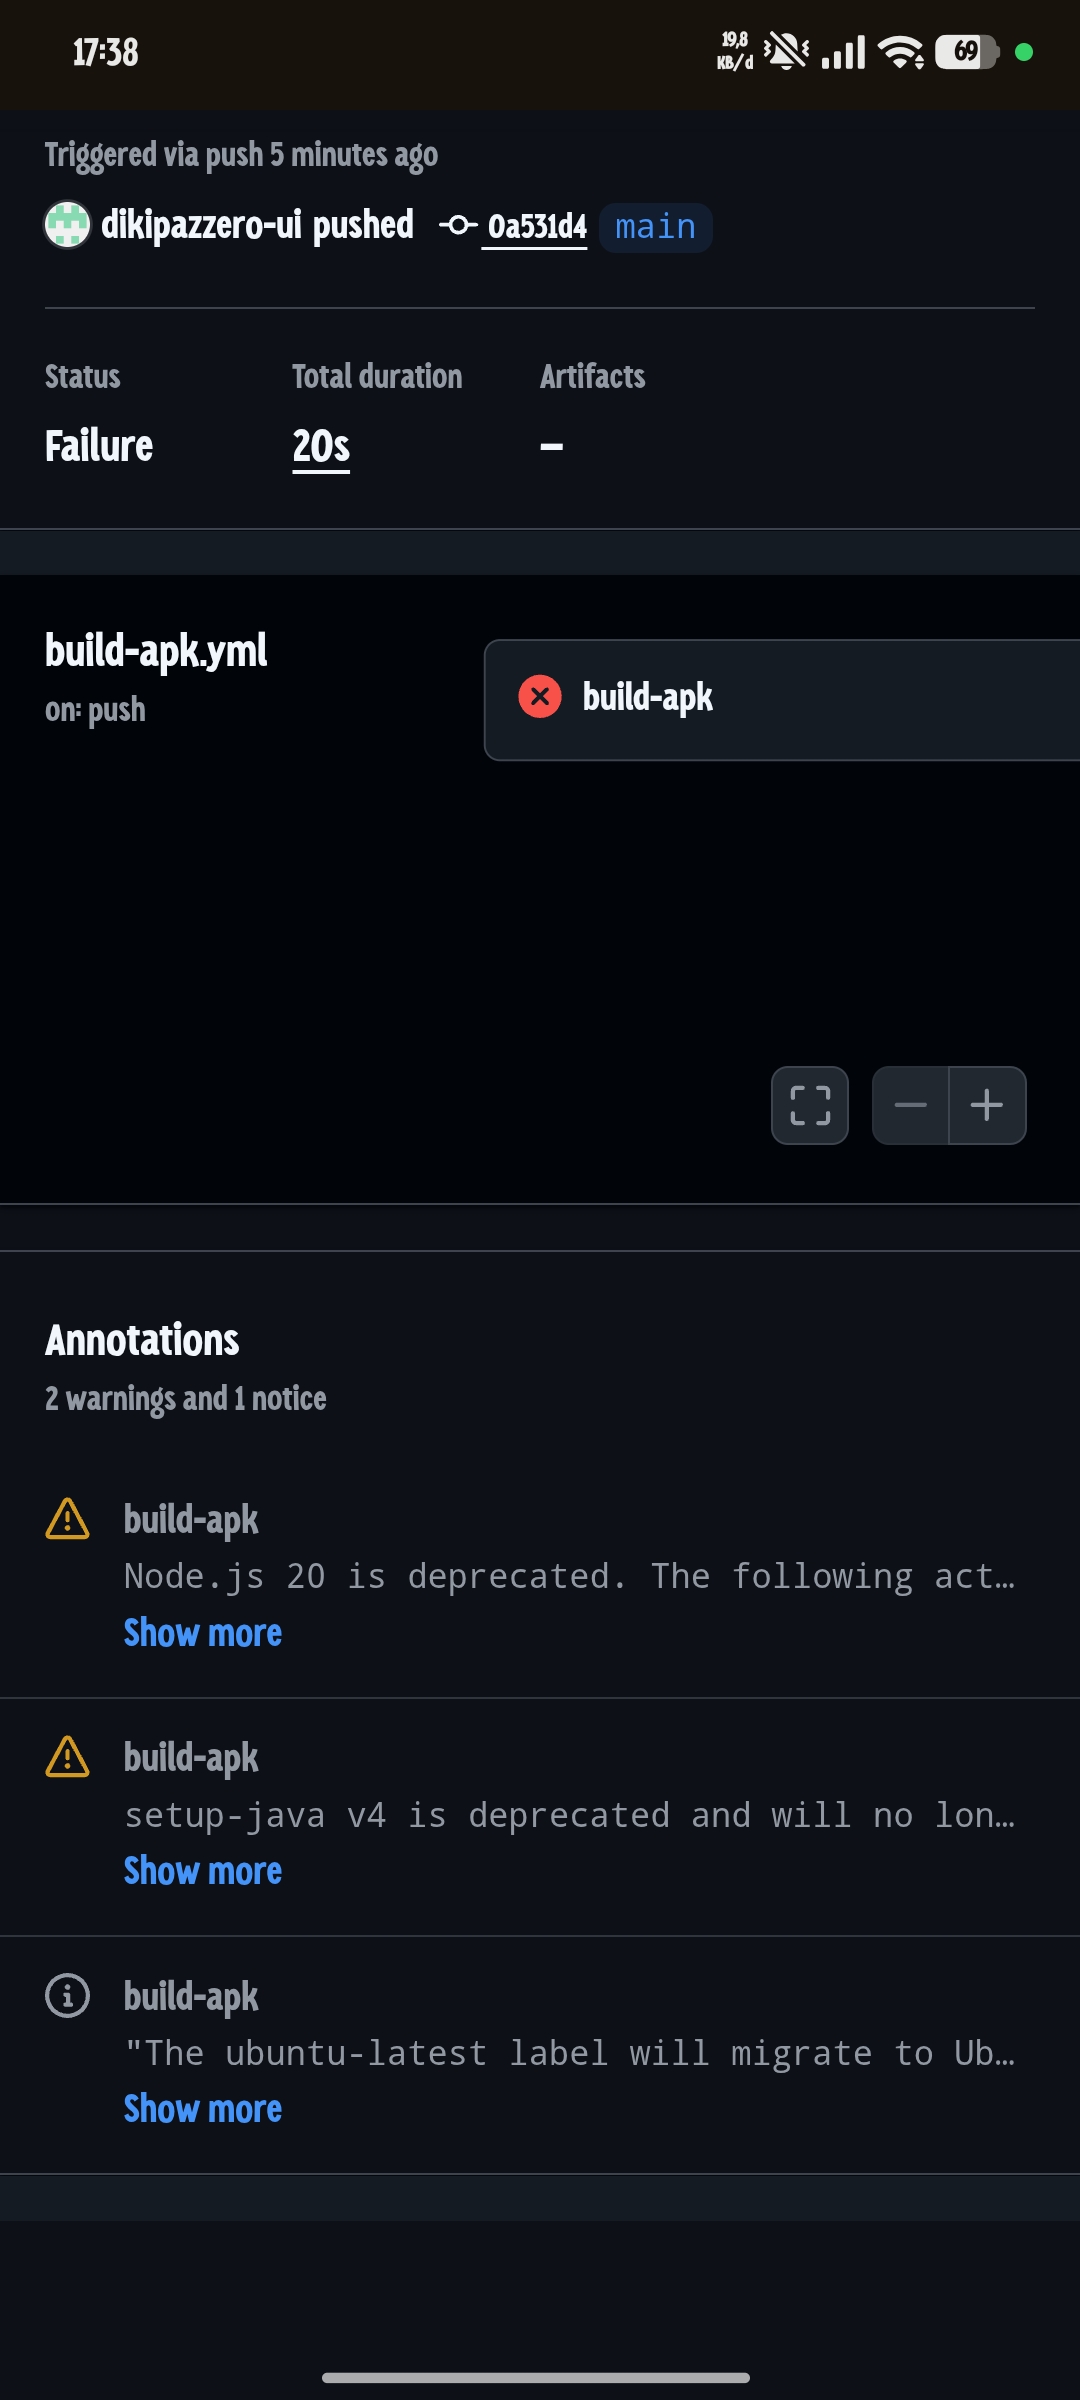 17:38
19,8
KB/d
69
Triggered via push 5 minutes ago
dikipazzero-ui pushed 0a531d4 main
Status Total duration Artifacts
Failure 20s –
build-apk.yml
on: push
build-apk
Annotations
2 warnings and 1 notice
build-apk
Node.js 20 is deprecated. The following act…
Show more
build-apk
setup-java v4 is deprecated and will no lon…
Show more
build-apk
"The ubuntu-latest label will migrate to Ub…
Show more